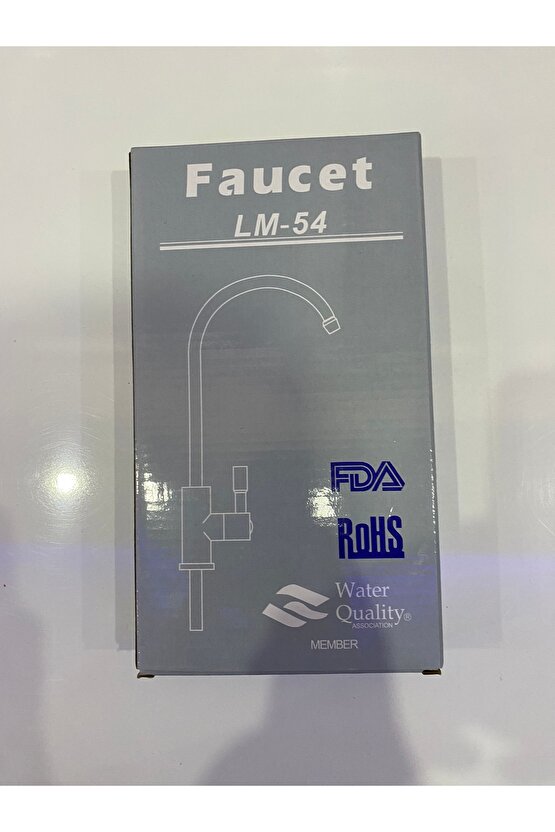 Faucet
LM-54
FDA
RoHS
Water
Quality®
ASSOCIATION
MEMBER